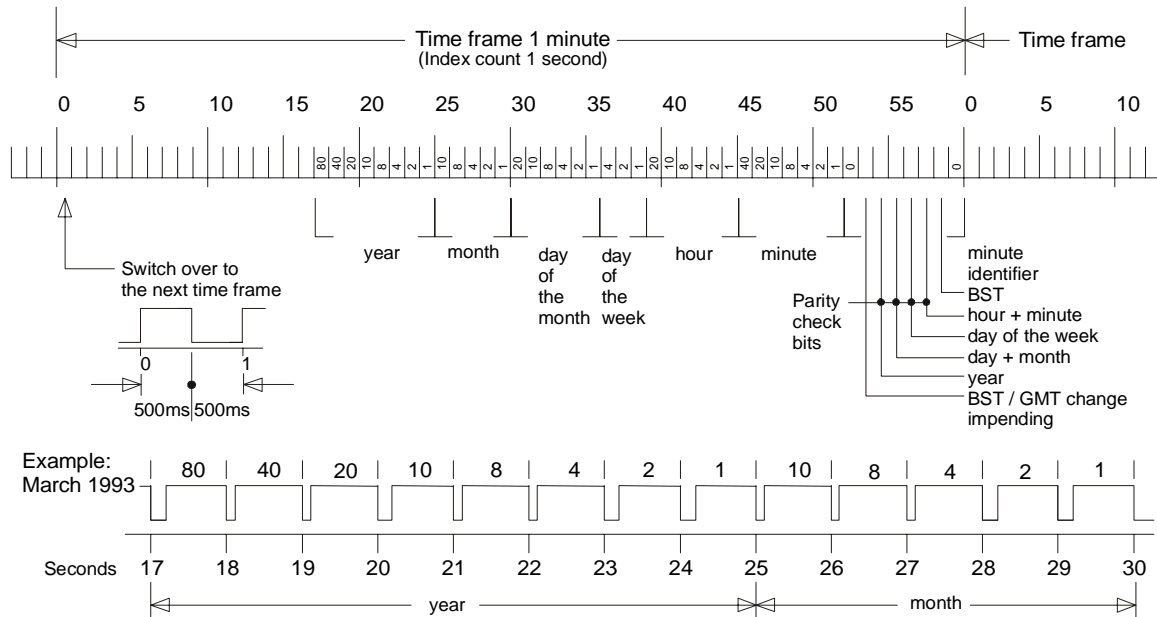 Time frame 1 minute
(Index count 1 second)
Time frame
0 5 10 15 20 25 30 35 40 45 50 55 0 5 10
80 40 20 10 8 4 2 1 10 8 4 2 1 20 10 8 4 2 1 4 2 1 20 10 8 4 2 1 40 20 10 8 4 2 1 0 0
year
month
day
of
the
month
day
of
the
week
hour
minute
Switch over to
the next time frame
0 1
500ms 500ms
Parity
check
bits
minute
identifier
BST
hour + minute
day of the week
day + month
year
BST / GMT change
impending
Example:
March 1993
80 40 20 10 8 4 2 1 10 8 4 2 1
Seconds 17 18 19 20 21 22 23 24 25 26 27 28 29 30
year month